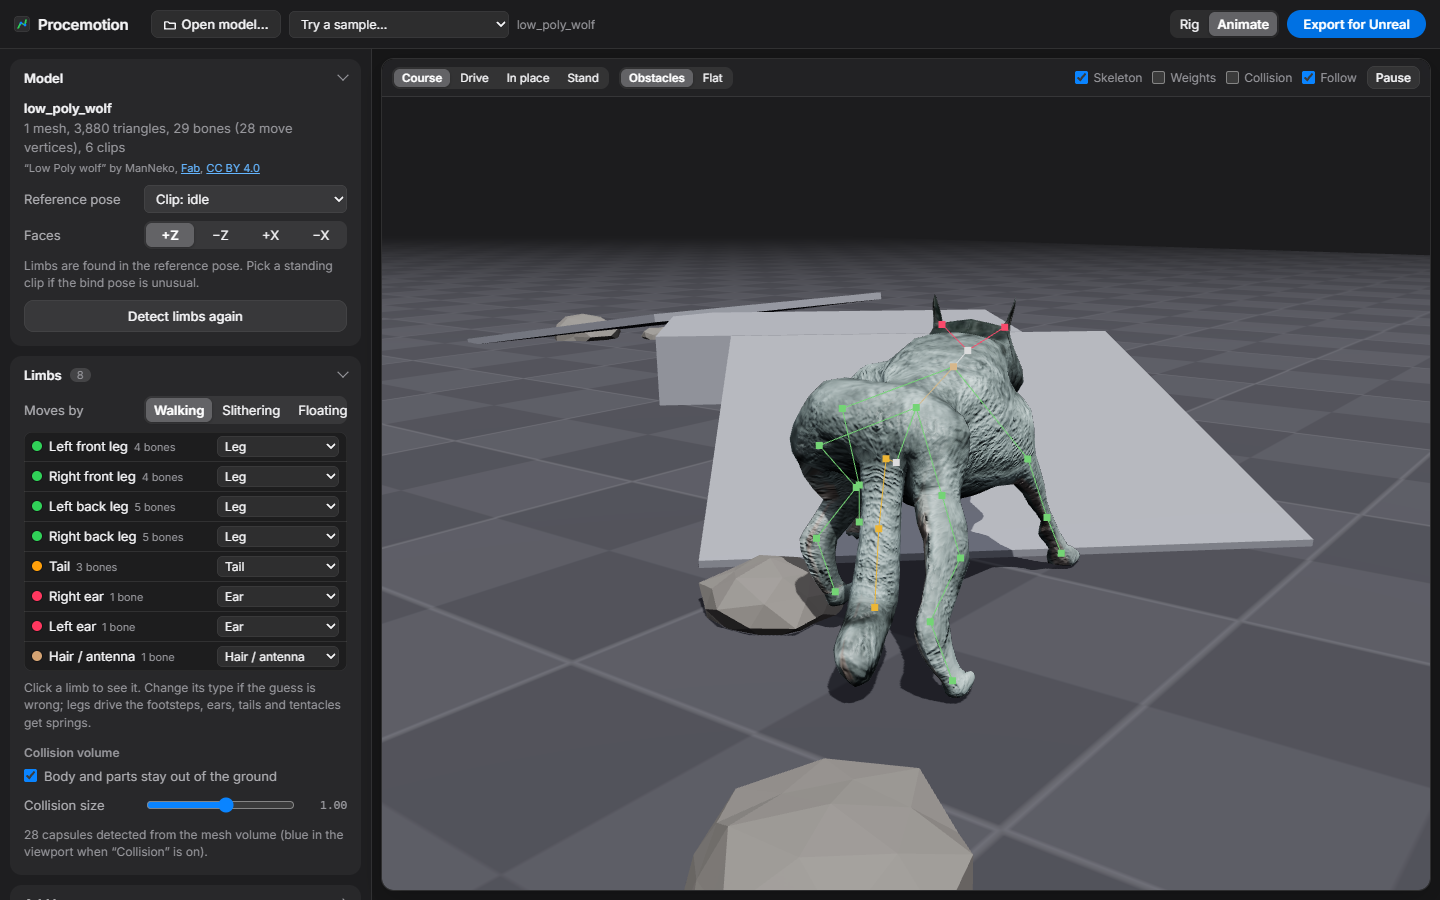 Procemotion
Open model...
Try a sample...
low_poly_wolf
Rig
Animate
Export for Unreal
Model
low_poly_wolf
1 mesh, 3,880 triangles, 29 bones (28 move
vertices), 6 clips
“Low Poly wolf” by ManNeko, Fab, CC BY 4.0
Reference pose
Clip: idle
Faces
+Z
−Z
+X
−X
Limbs are found in the reference pose. Pick a standing
clip if the bind pose is unusual.
Detect limbs again
Limbs 8
Moves by
Walking
Slithering
Floating
Left front leg 4 bones Leg
Right front leg 4 bones Leg
Left back leg 5 bones Leg
Right back leg 5 bones Leg
Tail 3 bones Tail
Right ear 1 bone Ear
Left ear 1 bone Ear
Hair / antenna 1 bone Hair / antenna
Click a limb to see it. Change its type if the guess is
wrong; legs drive the footsteps, ears, tails and tentacles
get springs.
Collision volume
Body and parts stay out of the ground
Collision size 1.00
28 capsules detected from the mesh volume (blue in the
viewport when “Collision” is on).
Course
Drive
In place
Stand
Obstacles
Flat
Skeleton
Weights
Collision
Follow
Pause